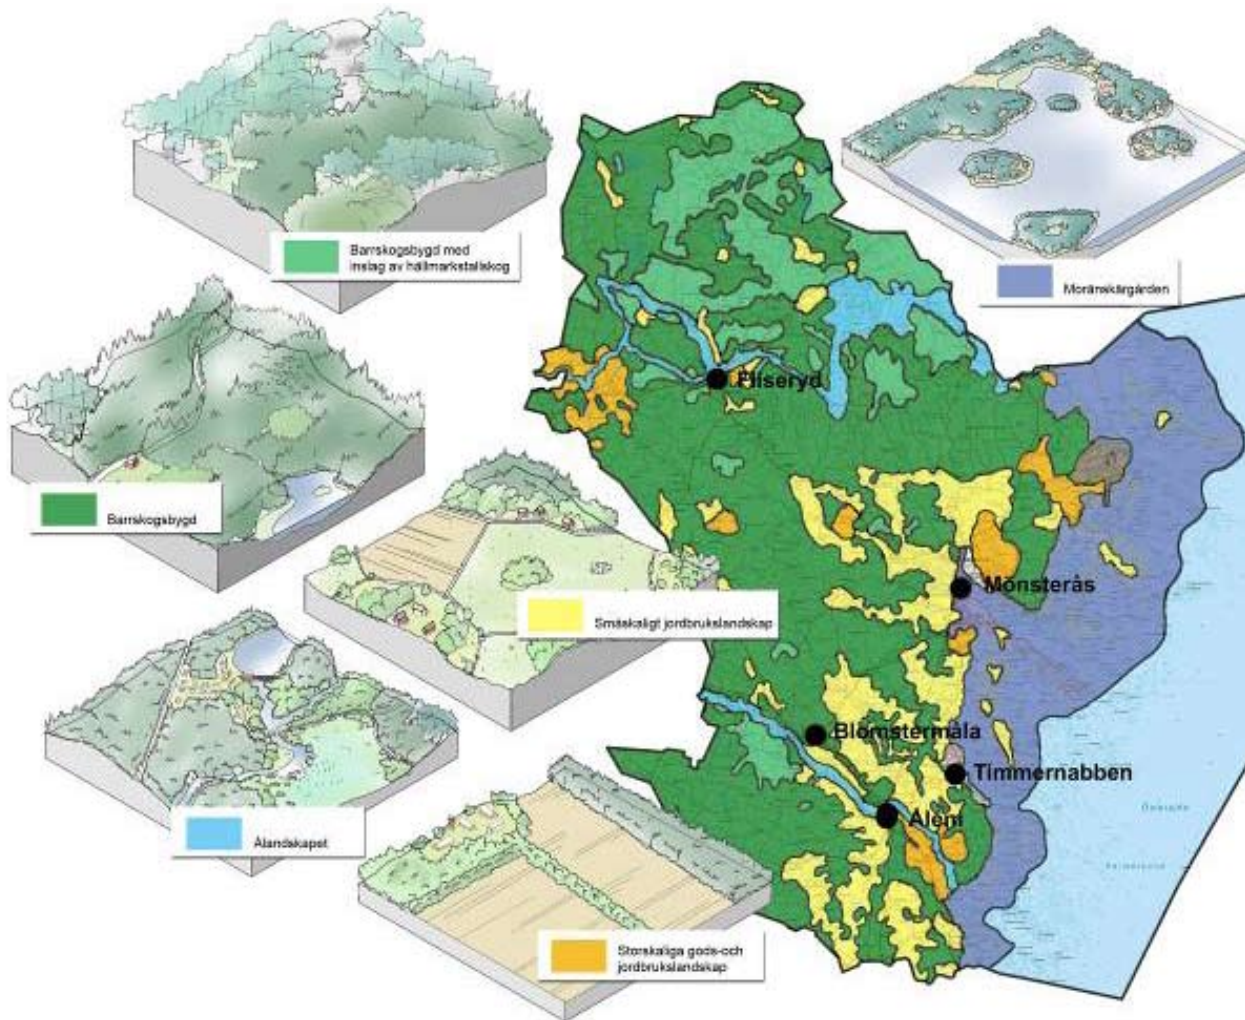 Barrskogsbygd med
inslag av hällmarkstallskog
Moränskärgården
Fliseryd
Barrskogsbygd
Småskaligt jordbrukslandskap
Mönsterås
Blomstermåla
Timmernabben
Ålem
Ålandskapet
Storskaliga gods-och
jordbrukslandskap